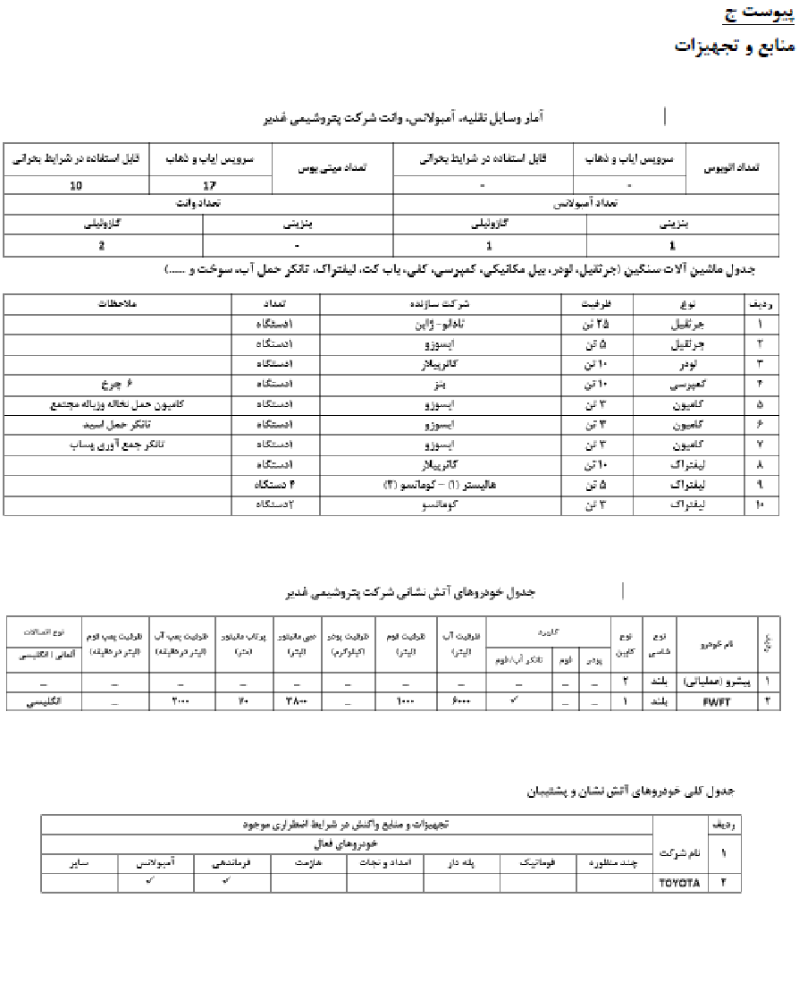 پیوست ج
منابع و تجهیزات
آمار وسایل نقلیه، آمبولانس، وانت شرکت پتروشیمی غدیر
تعداد اتوبوس سرویس ایاب و ذهاب قابل استفاده در شرایط بحرانی تعداد مینی بوس سرویس ایاب و ذهاب قابل استفاده در شرایط بحرانی
- - 17 10
تعداد آمبولانس تعداد وانت
بنزینی گازوئیلی بنزینی گازوئیلی
1 1 - 2
جدول ماشین آلات سنگین (جرثقیل، لودر، بیل مکانیکی، کمپرسی، کفی، باب کت، لیفتراک، تانکر حمل آب، سوخت و .....)
ردیف نوع ظرفیت شرکت سازنده تعداد ملاحظات
۱ جرثقیل ۲۵ تن تادانو- ژاپن ۱دستگاه
۲ جرثقیل ۵ تن ایسوزو ۱دستگاه
۳ لودر ۱۰ تن کاترپیلار ۱دستگاه
۴ کمپرسی ۱۰ تن بنز ۱دستگاه ۶ چرخ
۵ کامیون ۳ تن ایسوزو ۱دستگاه کامیون حمل نخاله وزباله مجتمع
۶ کامیون ۳ تن ایسوزو ۱دستگاه تانکر حمل اسید
۷ کامیون ۳ تن ایسوزو ۱دستگاه تانکر جمع آوری پساب
۸ لیفتراک ۱۰ تن کاترپیلار ۱دستگاه
۹ لیفتراک ۵ تن هالیستر (۱) – کوماتسو (۳) ۴ دستگاه
۱۰ لیفتراک ۳ تن کوماتسو ۲دستگاه
جدول خودروهای آتش نشانی شرکت پتروشیمی غدیر
ردیف نام خودرو نوع شاسی نوع کابین کاربرد ظرفیت آب (لیتر) ظرفیت فوم (لیتر) ظرفیت پودر (کیلوگرم) دبی مانیتور (لیتر) پرتاب مانیتور (متر) ظرفیت پمپ آب (لیتر در دقیقه) ظرفیت پمپ فوم (لیتر در دقیقه) نوع اتصالات
پودر فوم تانکر آب/فوم آلمانی / انگلیسی
۱ پیشرو (عملیاتی) بلند ۲ _ _ _ _ _ _ _ _ _ _ _
۲ FWFT بلند ۱ _ _ ✓ ۶۰۰۰ ۱۰۰۰ _ ۳۸۰۰ ۷۰ ۴۰۰۰ _ انگلیسی
جدول کلی خودروهای آتش نشان و پشتیبان
ردیف تجهیزات و منابع واکنش در شرایط اضطراری موجود
۱ نام شرکت خودروهای فعال
چند منظوره فوماتیک پله دار امداد و نجات هازمت فرماندهی آمبولانس سایر
۲ TOYOTA ✓ ✓